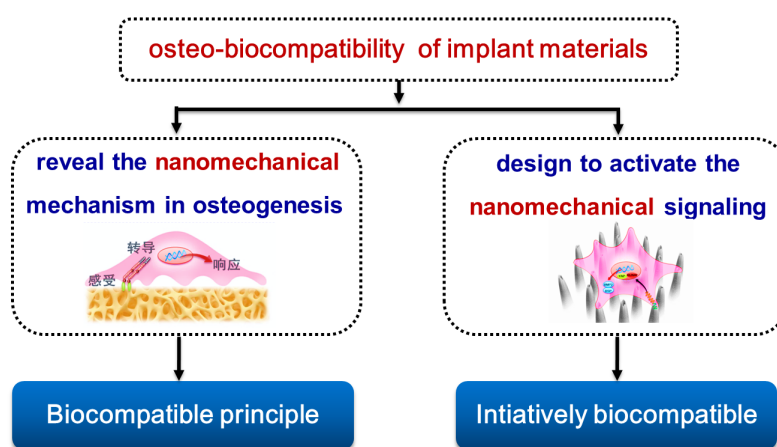 osteo-biocompatibility of implant materials
reveal the nanomechanical
mechanism in osteogenesis
转导
响应
感受
design to activate the
nanomechanical signaling
Biocompatible principle
Intiatively biocompatible